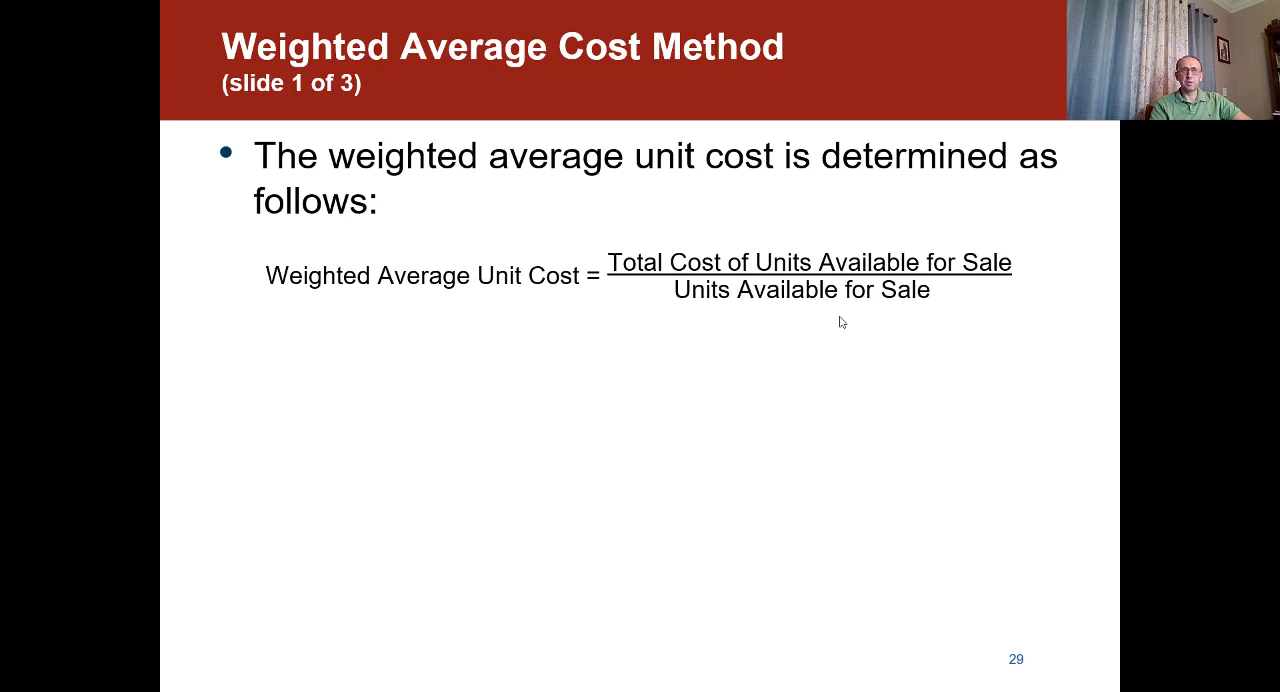 Weighted Average Cost Method
(slide 1 of 3)
• The weighted average unit cost is determined as
follows:
Weighted Average Unit Cost = Total Cost of Units Available for Sale
Units Available for Sale
29